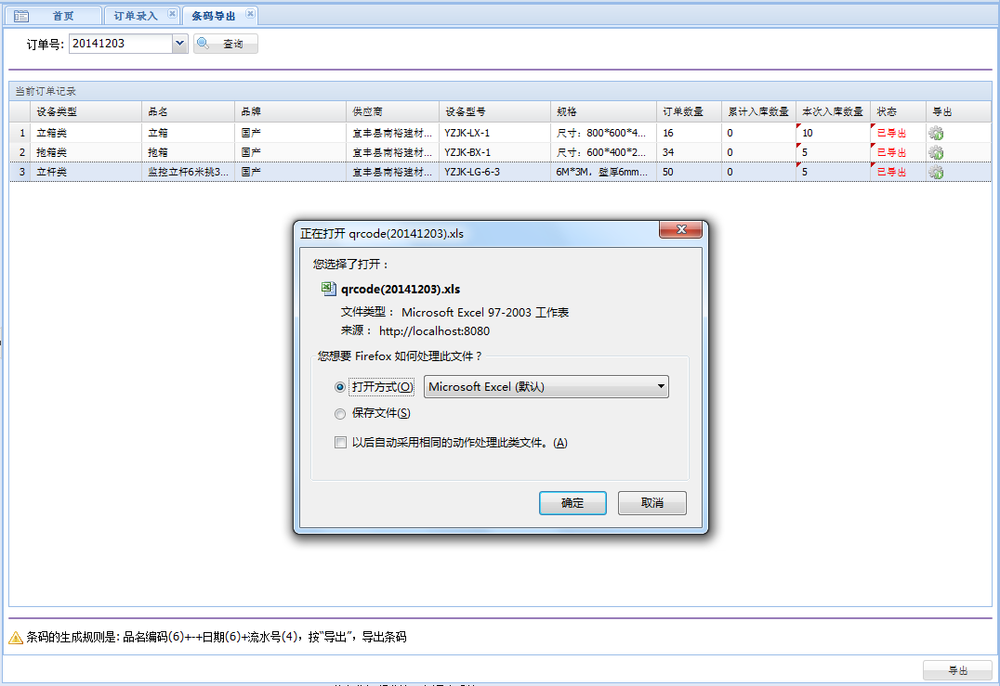 首页 订单录入 条码导出
订单号: 20141203 查询
当前订单记录
设备类型 品名 品牌 供应商 设备型号 规格 订单数量 累计入库数量 本次入库数量 状态 导出
1 立箱类 立箱 国产 宜丰县南裕建材... YZJK-LX-1 尺寸：800*600*4... 16 0 10 已导出
2 抱箱类 抱箱 国产 宜丰县南裕建材... YZJK-BX-1 尺寸：600*400*2... 34 0 5 已导出
3 立杆类 监控立杆6米挑3... 国产 宜丰县南裕建材... YZJK-LG-6-3 6M*3M，壁厚6mm... 50 0 5 已导出
正在打开 qrcode(20141203).xls
您选择了打开：
qrcode(20141203).xls
文件类型： Microsoft Excel 97-2003 工作表
来源： http://localhost:8080
您想要 Firefox 如何处理此文件？
打开方式(O) Microsoft Excel (默认)
保存文件(S)
以后自动采用相同的动作处理此类文件。(A)
确定 取消
条码的生成规则是: 品名编码(6)+-+日期(6)+流水号(4)，按“导出”，导出条码
导出